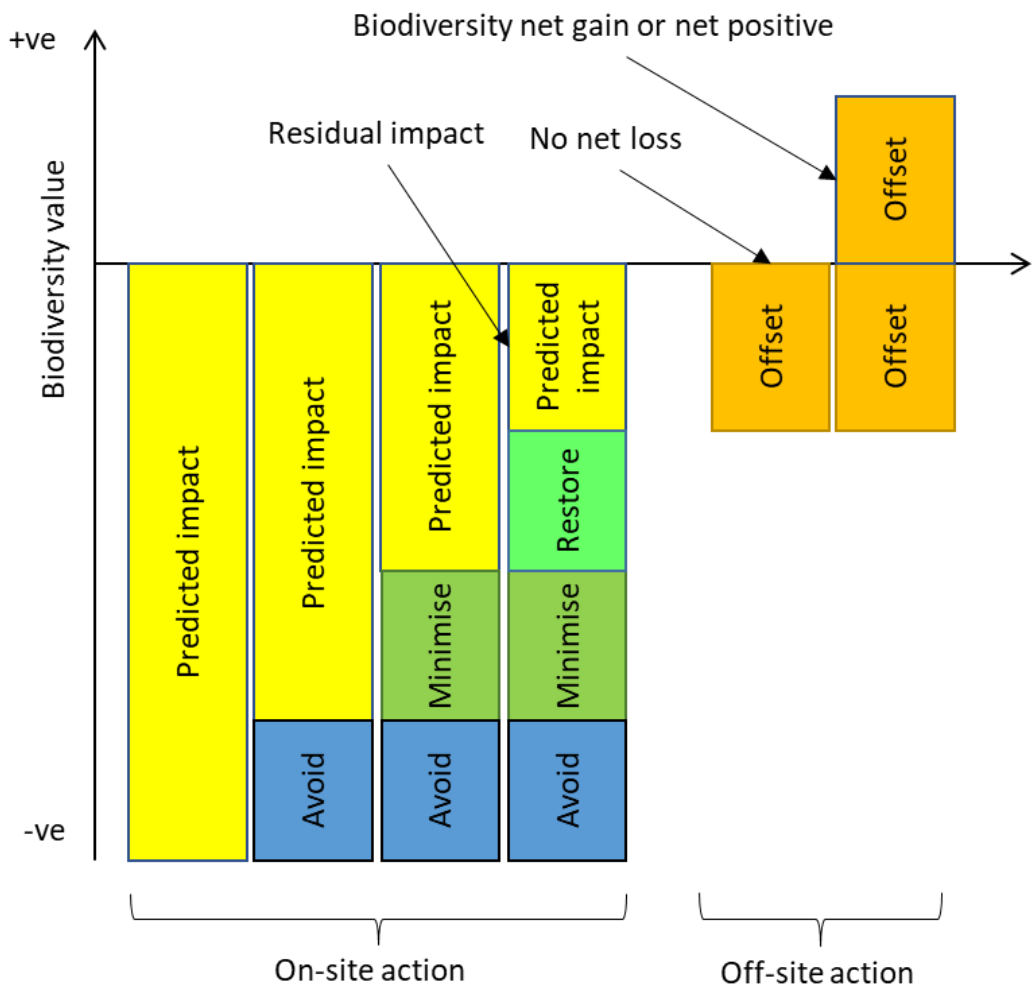 Biodiversity net gain or net positive
+ve
Residual impact
No net loss
Biodiversity value
-ve
Predicted impact
Predicted impact
Avoid
Predicted impact
Minimise
Avoid
Predicted
impact
Restore
Minimise
Avoid
Offset
Offset
Offset
On-site action
Off-site action